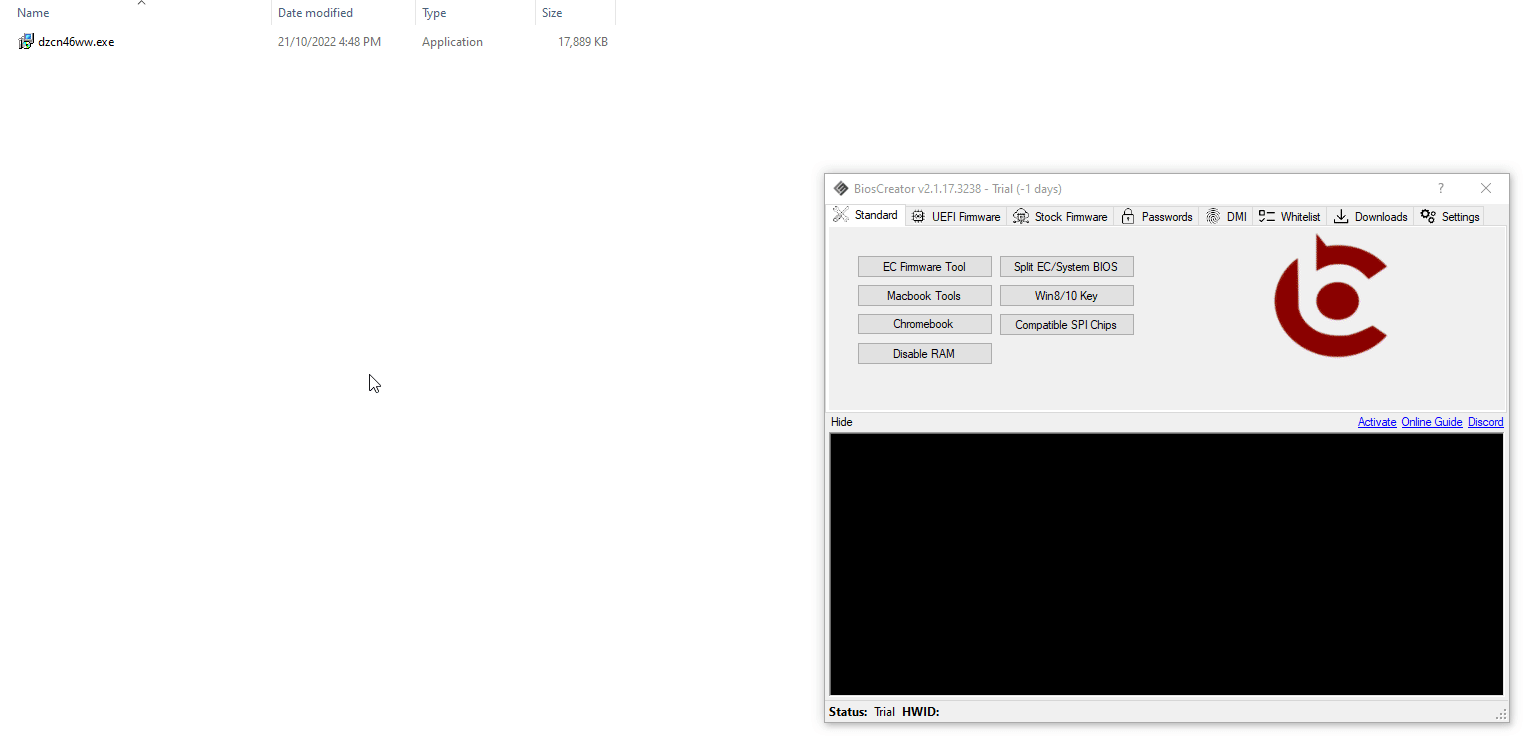 Name Date modified Type Size
dzcn46ww.exe 21/10/2022 4:48 PM Application 17,889 KB
BiosCreator v2.1.17.3238 - Trial (-1 days) ?
Standard UEFI Firmware Stock Firmware Passwords DMI Whitelist Downloads Settings
EC Firmware Tool Split EC/System BIOS
Macbook Tools Win8/10 Key
Chromebook Compatible SPI Chips
Disable RAM
Hide Activate Online Guide Discord
Status: Trial HWID: